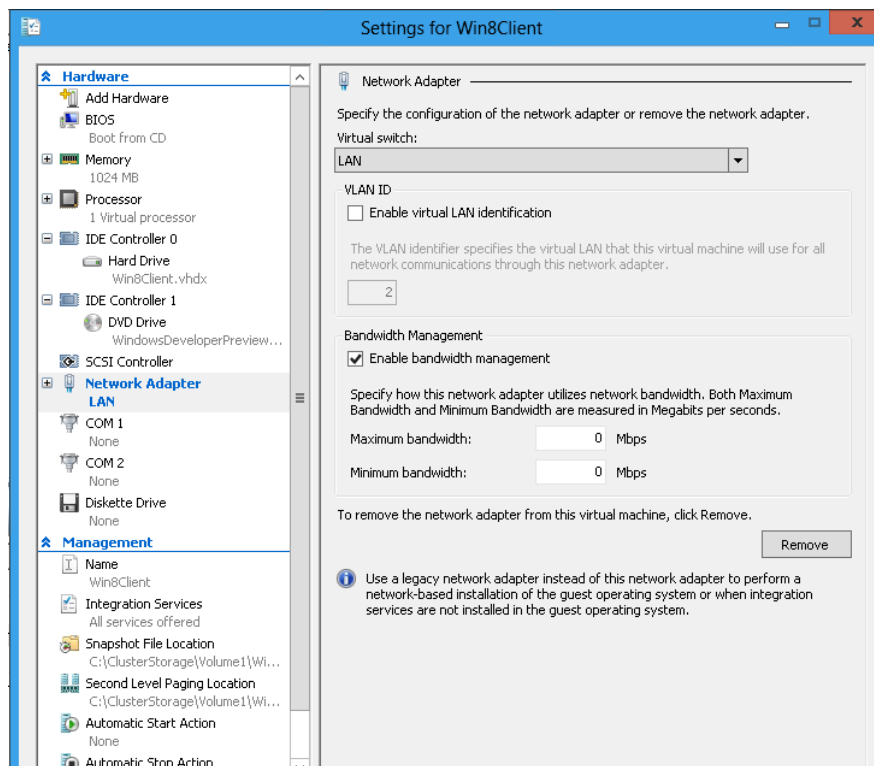 Settings for Win8Client
Hardware
Add Hardware
BIOS
Boot from CD
Memory
1024 MB
Processor
1 Virtual processor
IDE Controller 0
Hard Drive
Win8Client.vhdx
IDE Controller 1
DVD Drive
WindowsDeveloperPreview...
SCSI Controller
Network Adapter
LAN
COM 1
None
COM 2
None
Diskette Drive
None
Management
Name
Win8Client
Integration Services
All services offered
Snapshot File Location
C:\ClusterStorage\Volume1\Wi...
Second Level Paging Location
C:\ClusterStorage\Volume1\Wi...
Automatic Start Action
None
Automatic Stop Action
Network Adapter
Specify the configuration of the network adapter or remove the network adapter.
Virtual switch:
LAN
VLAN ID
Enable virtual LAN identification
The VLAN identifier specifies the virtual LAN that this virtual machine will use for all
network communications through this network adapter.
2
Bandwidth Management
Enable bandwidth management
Specify how this network adapter utilizes network bandwidth. Both Maximum
Bandwidth and Minimum Bandwidth are measured in Megabits per seconds.
Maximum bandwidth: 0 Mbps
Minimum bandwidth: 0 Mbps
To remove the network adapter from this virtual machine, click Remove.
Remove
Use a legacy network adapter instead of this network adapter to perform a
network-based installation of the guest operating system or when integration
services are not installed in the guest operating system.